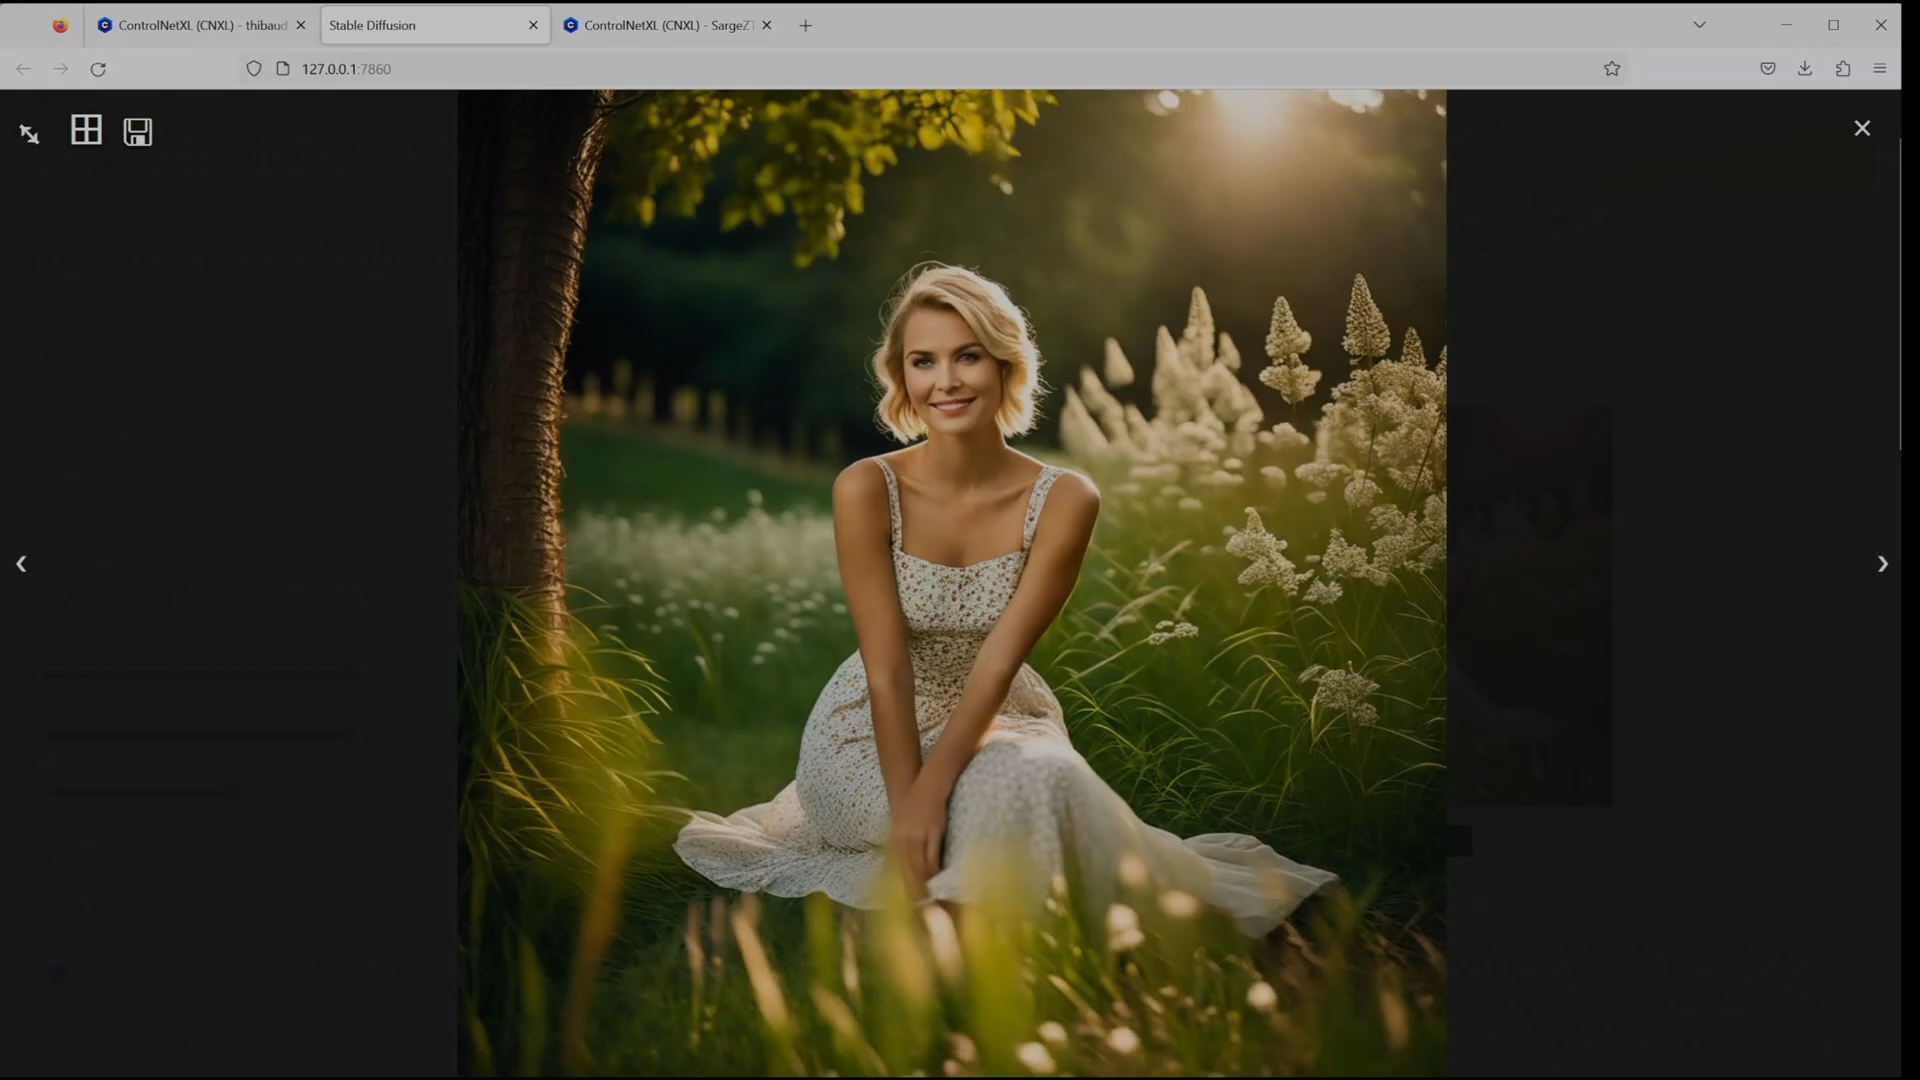 ControlNetXL (CNXL) - thibaud
Stable Diffusion
ControlNetXL (CNXL) - SargeZT
127.0.0.1:7860